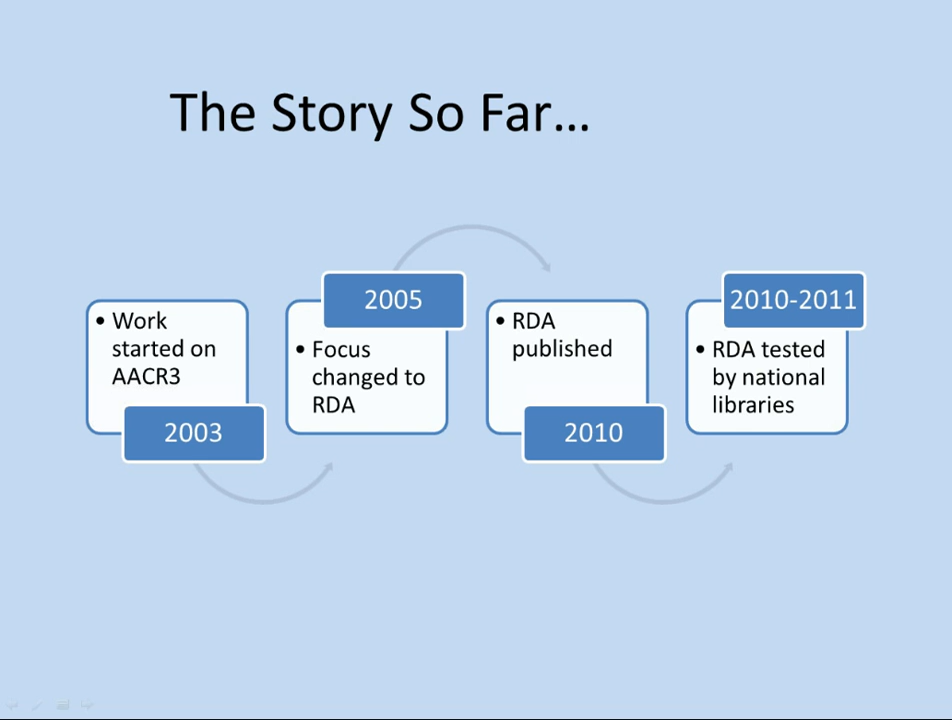 The Story So Far...
• Work
started on
AACR3
2003
2005
• Focus
changed to
RDA
• RDA
published
2010
2010-2011
• RDA tested
by national
libraries